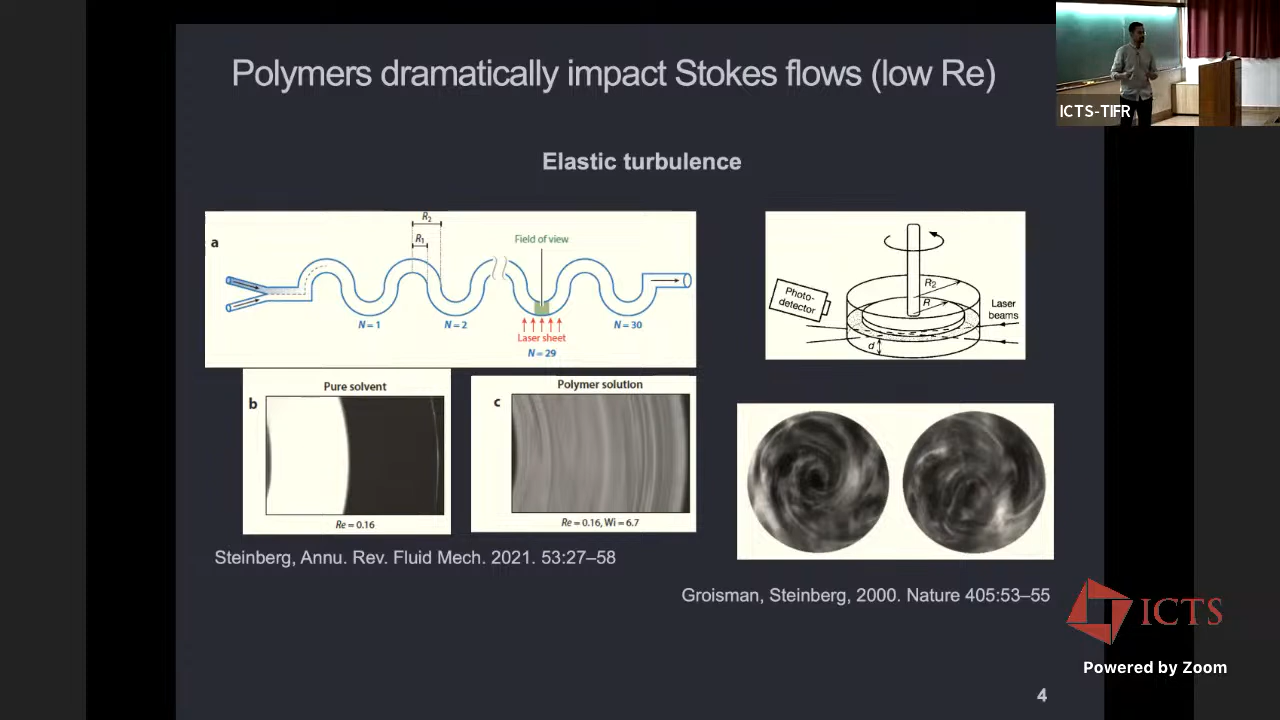 Polymers dramatically impact Stokes flows (low Re)
ICTS-TIFR
Elastic turbulence
a
R2
R1
Field of view
N = 1
N = 2
N = 30
Laser sheet
N = 29
Photo-
detector
R2
R
Laser
beams
d
Pure solvent
b
Re = 0.16
Polymer solution
c
Re = 0.16, Wi = 6.7
Steinberg, Annu. Rev. Fluid Mech. 2021. 53:27–58
Groisman, Steinberg, 2000. Nature 405:53–55
ICTS
Powered by Zoom
4